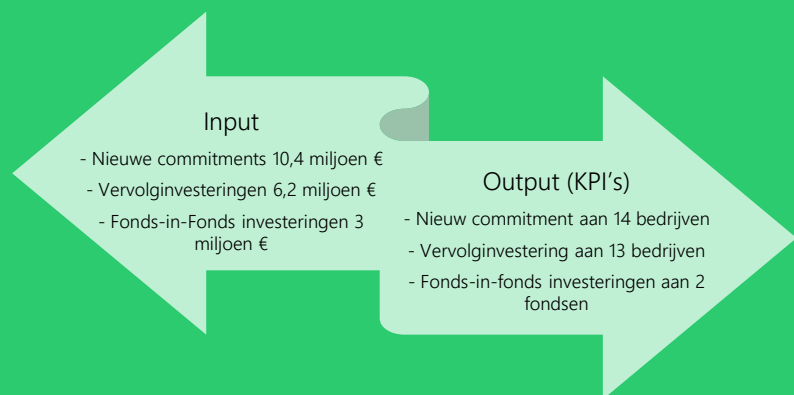 Input
- Nieuwe commitments 10,4 miljoen €
- Vervolginvesteringen 6,2 miljoen €
- Fonds-in-Fonds investeringen 3
miljoen €
Output (KPI's)
- Nieuw commitment aan 14 bedrijven
- Vervolginvestering aan 13 bedrijven
- Fonds-in-fonds investeringen aan 2
fondsen